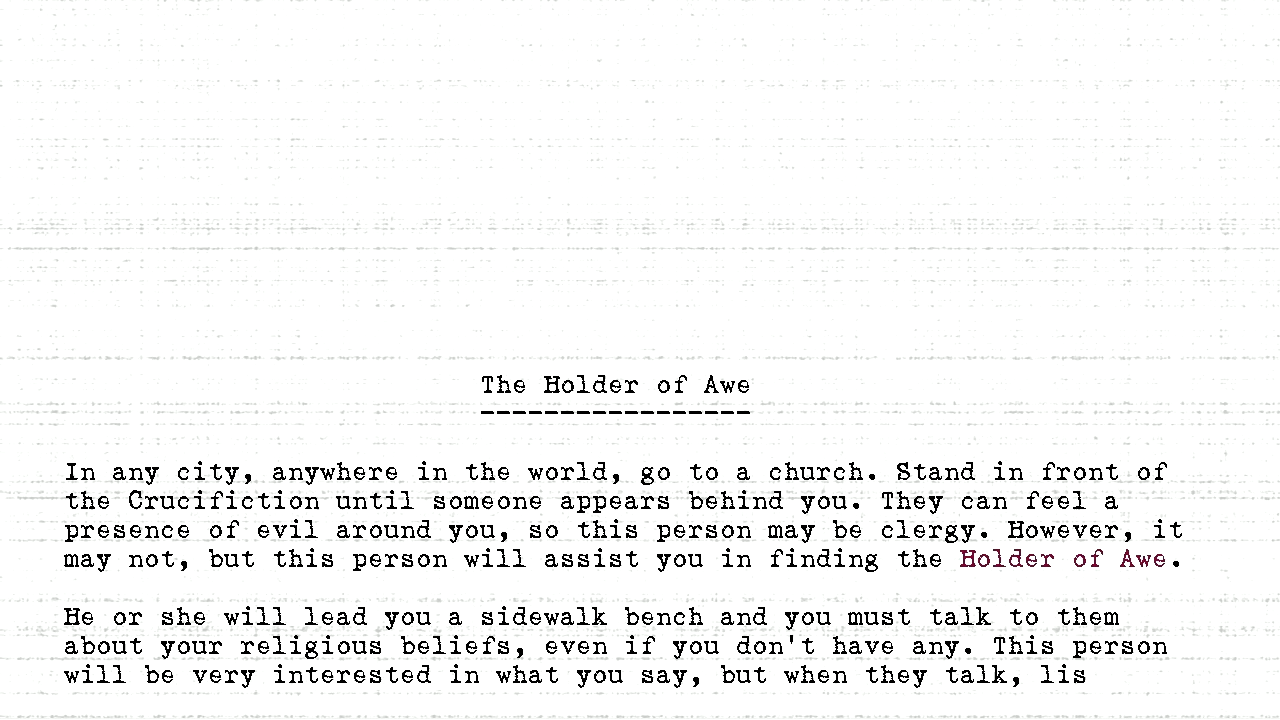 The Holder of Awe
In any city, anywhere in the world, go to a church. Stand in front of
the Crucifiction until someone appears behind you. They can feel a
presence of evil around you, so this person may be clergy. However, it
may not, but this person will assist you in finding the Holder of Awe.
He or she will lead you a sidewalk bench and you must talk to them
about your religious beliefs, even if you don't have any. This person
will be very interested in what you say, but when they talk, lis